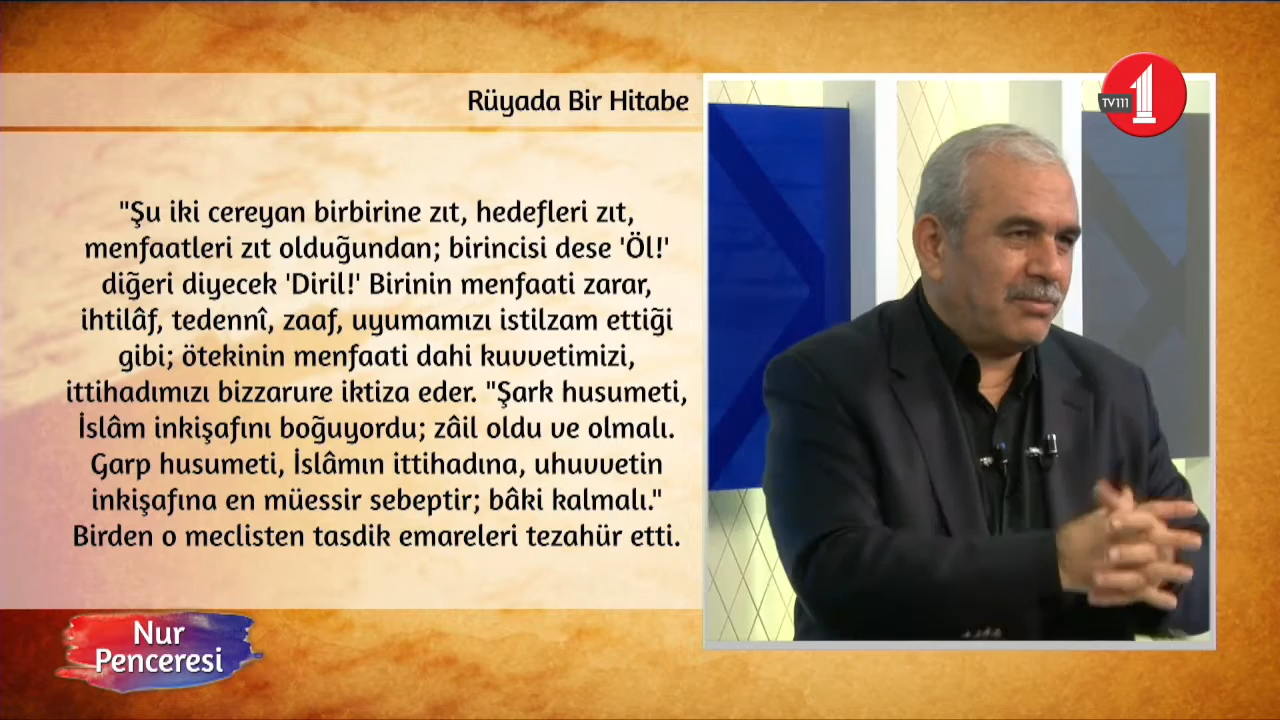 Rüyada Bir Hitabe
TV111
1
"Şu iki cereyan birbirine zıt, hedefleri zıt,
menfaatleri zıt olduğundan; birincisi dese 'Öl!'
diğeri diyecek 'Diril!' Birinin menfaati zarar,
ihtilâf, tedennî, zaaf, uyumamızı istilzam ettiği
gibi; ötekinin menfaati dahi kuvvetimizi,
ittihadımızı bizzarure iktiza eder. "Şark husumeti,
İslâm inkişafını boğuyordu; zâil oldu ve olmalı.
Garp husumeti, İslâmın ittihadına, uhuvvetin
inkişafına en müessir sebeptir; bâki kalmalı."
Birden o meclisten tasdik emareleri tezahür etti.
Nur
Penceresi